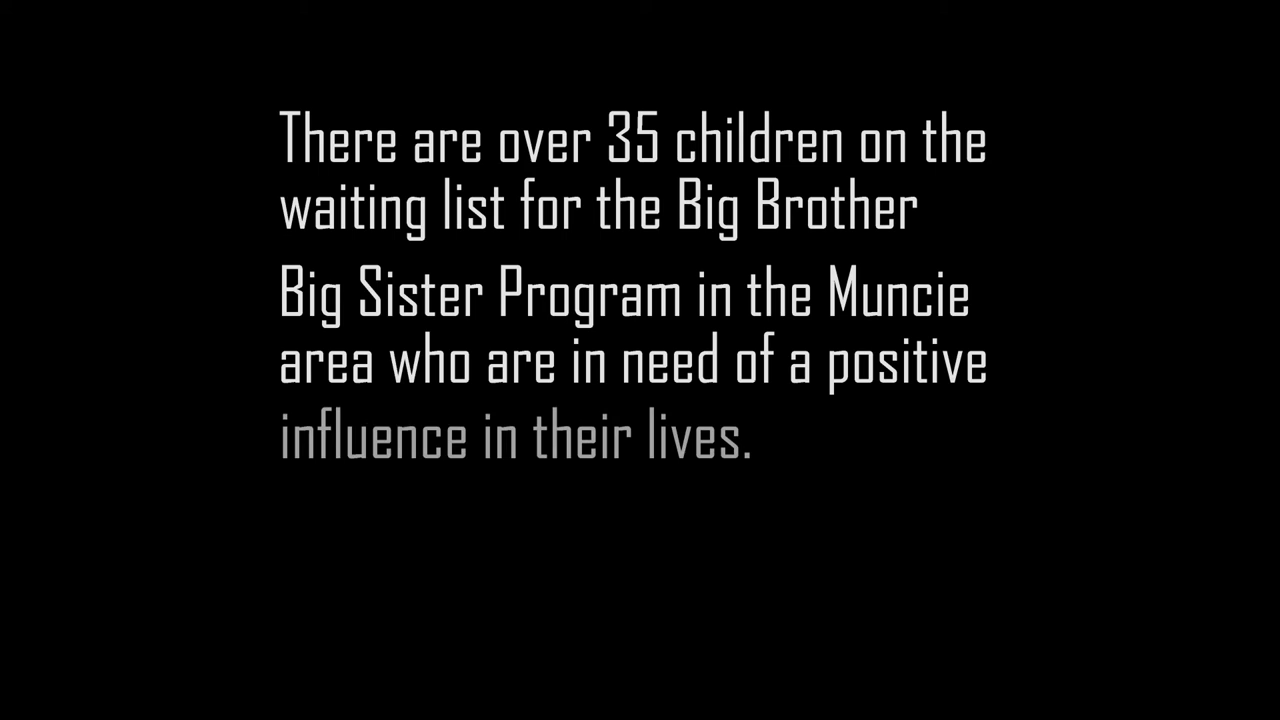 There are over 35 children on the
waiting list for the Big Brother
Big Sister Program in the Muncie
area who are in need of a positive
influence in their lives.